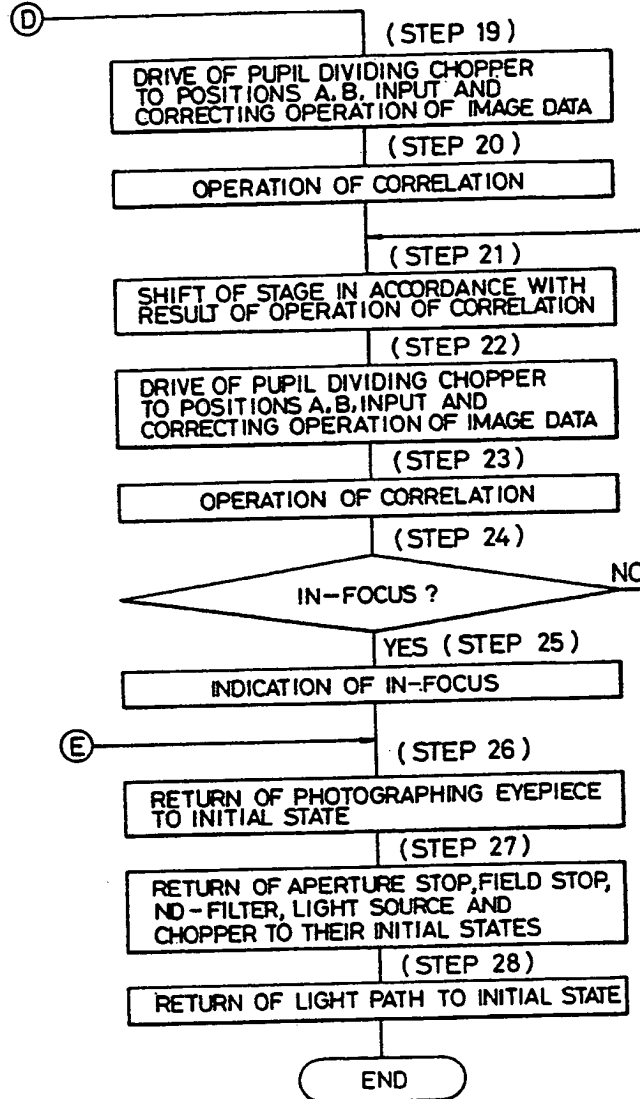 D
(STEP 19)
DRIVE OF PUPIL DIVIDING CHOPPER
TO POSITIONS A, B, INPUT AND
CORRECTING OPERATION OF IMAGE DATA
(STEP 20)
OPERATION OF CORRELATION
(STEP 21)
SHIFT OF STAGE IN ACCORDANCE WITH
RESULT OF OPERATION OF CORRELATION
(STEP 22)
DRIVE OF PUPIL DIVIDING CHOPPER
TO POSITIONS A, B, INPUT AND
CORRECTING OPERATION OF IMAGE DATA
(STEP 23)
OPERATION OF CORRELATION
(STEP 24)
IN-FOCUS ?
NO
YES (STEP 25)
INDICATION OF IN-FOCUS
E
(STEP 26)
RETURN OF PHOTOGRAPHING EYEPIECE
TO INITIAL STATE
(STEP 27)
RETURN OF APERTURE STOP, FIELD STOP,
ND-FILTER, LIGHT SOURCE AND
CHOPPER TO THEIR INITIAL STATES
(STEP 28)
RETURN OF LIGHT PATH TO INITIAL STATE
END